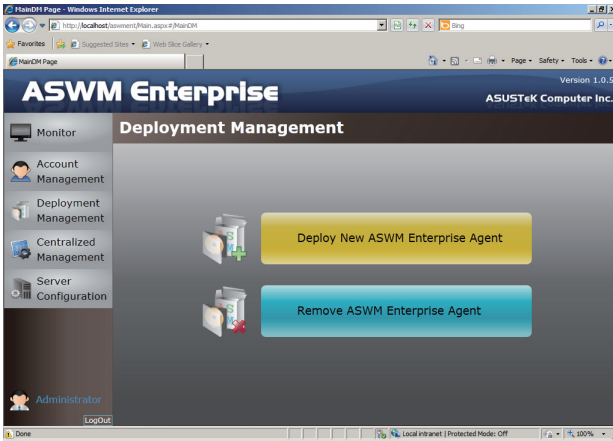 MainDM Page - Windows Internet Explorer
http://localhost/aswment/Main.aspx#/MainDM
Bing
Favorites
Suggested Sites
Web Slice Gallery
MainDM Page
Page
Safety
Tools
ASWM Enterprise
Version 1.0.5
ASUSTeK Computer Inc.
Monitor
Deployment Management
Account
Management
Deployment
Management
Centralized
Management
Server
Configuration
Deploy New ASWM Enterprise Agent
Remove ASWM Enterprise Agent
Administrator
LogOut
Done
Local intranet | Protected Mode: Off
100%